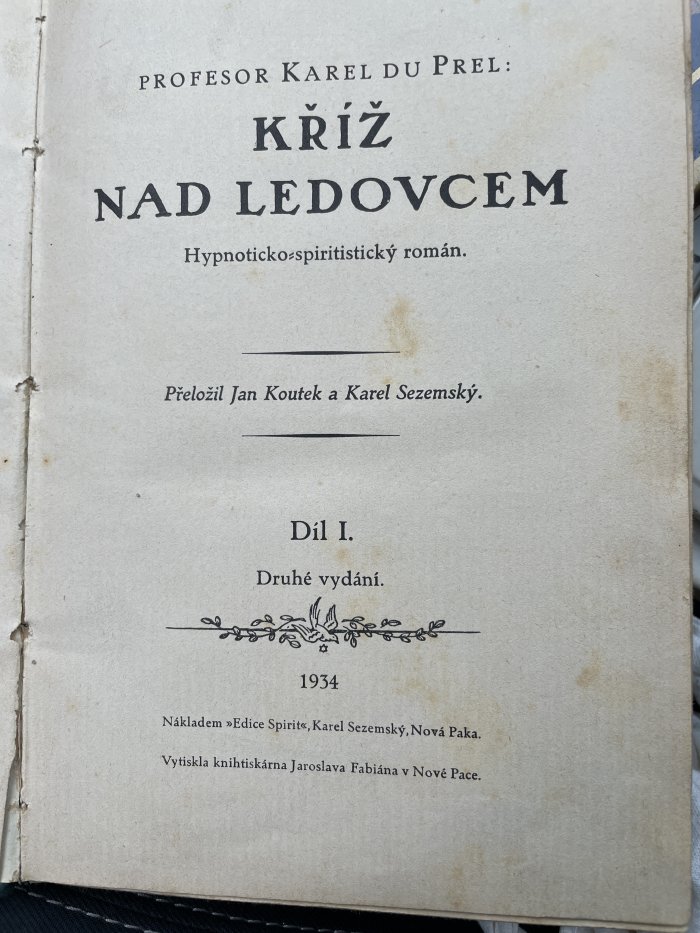 PROFESOR KAREL DU PREL:
KŘÍŽ
NAD LEDOVCEM
Hypnoticko-spiritistický román.
Přeložil Jan Koutek a Karel Sezemský.
Díl I.
Druhé vydání.
1934
Nákladem »Edice Spirit«, Karel Sezemský, Nová Paka.
Vytiskla knihtiskárna Jaroslava Fabiána v Nové Pace.